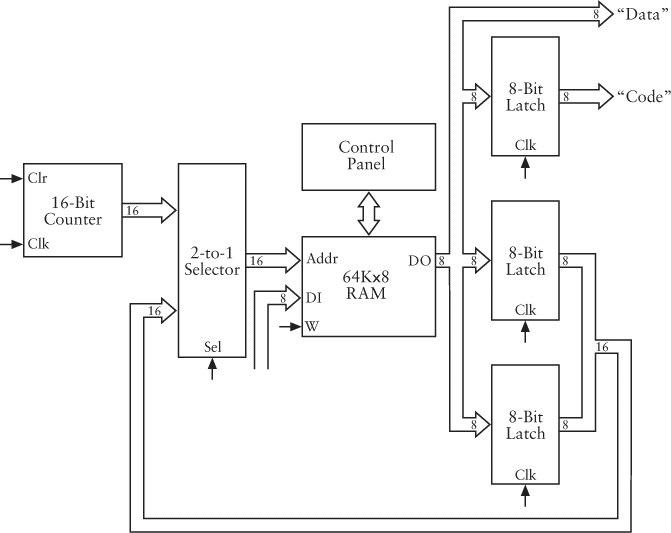 8
“Data”
8-Bit
Latch
8
8
“Code”
Clk
Control
Panel
Clr
16-Bit
Counter
Clk
16
2-to-1
Selector
16
Sel
16
Addr
DO
64Kx8
RAM
8
DI
W
8
8
8-Bit
Latch
8
Clk
16
8
8-Bit
Latch
8
Clk